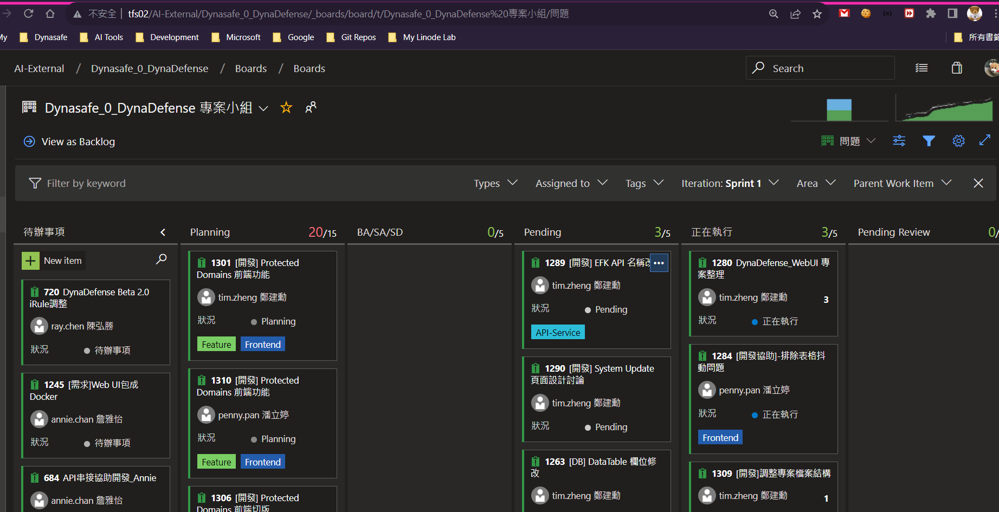 不安全 | tfs02/AI-External/Dynasafe_0_DynaDefense/_boards/board/t/Dynasafe_0_DynaDefense%20專案小組/問題
My Dynasafe AI Tools Development Microsoft Google Git Repos My Linode Lab 所有書籤
AI-External / Dynasafe_0_DynaDefense / Boards / Boards
Search
Dynasafe_0_DynaDefense 專案小組
View as Backlog
問題
Filter by keyword Types Assigned to Tags Iteration: Sprint 1 Area Parent Work Item
待辦事項
New item
720 DynaDefense Beta 2.0
iRule調整
ray.chen 陳弘勝
狀況 待辦事項
1245 [需求]Web UI包成
Docker
annie.chan 詹雅怡
狀況 待辦事項
684 API串接協助開發_Annie
annie.chan 詹雅怡
Planning 20/15
1301 [開發] Protected
Domains 前端功能
tim.zheng 鄭建勳
狀況 Planning
Feature Frontend
1310 [開發] Protected
Domains 前端功能
penny.pan 潘立婷
狀況 Planning
Feature Frontend
1306 [開發] Protected
Domains 前端切版
BA/SA/SD 0/5
Pending 3/5
1289 [開發] EFK API 名稱改
tim.zheng 鄭建勳
狀況 Pending
API-Service
1290 [開發] System Update
頁面設計討論
tim.zheng 鄭建勳
狀況 Pending
1263 [DB] DataTable 欄位修
改
tim.zheng 鄭建勳
正在執行 3/5
1280 DynaDefense_WebUI 專
案整理
tim.zheng 鄭建勳 3
狀況 正在執行
1284 [開發協助]-排除表格抖
動問題
penny.pan 潘立婷
狀況 正在執行
Frontend
1309 [開發]調整專案檔案結構
tim.zheng 鄭建勳 1
Pending Review 0/